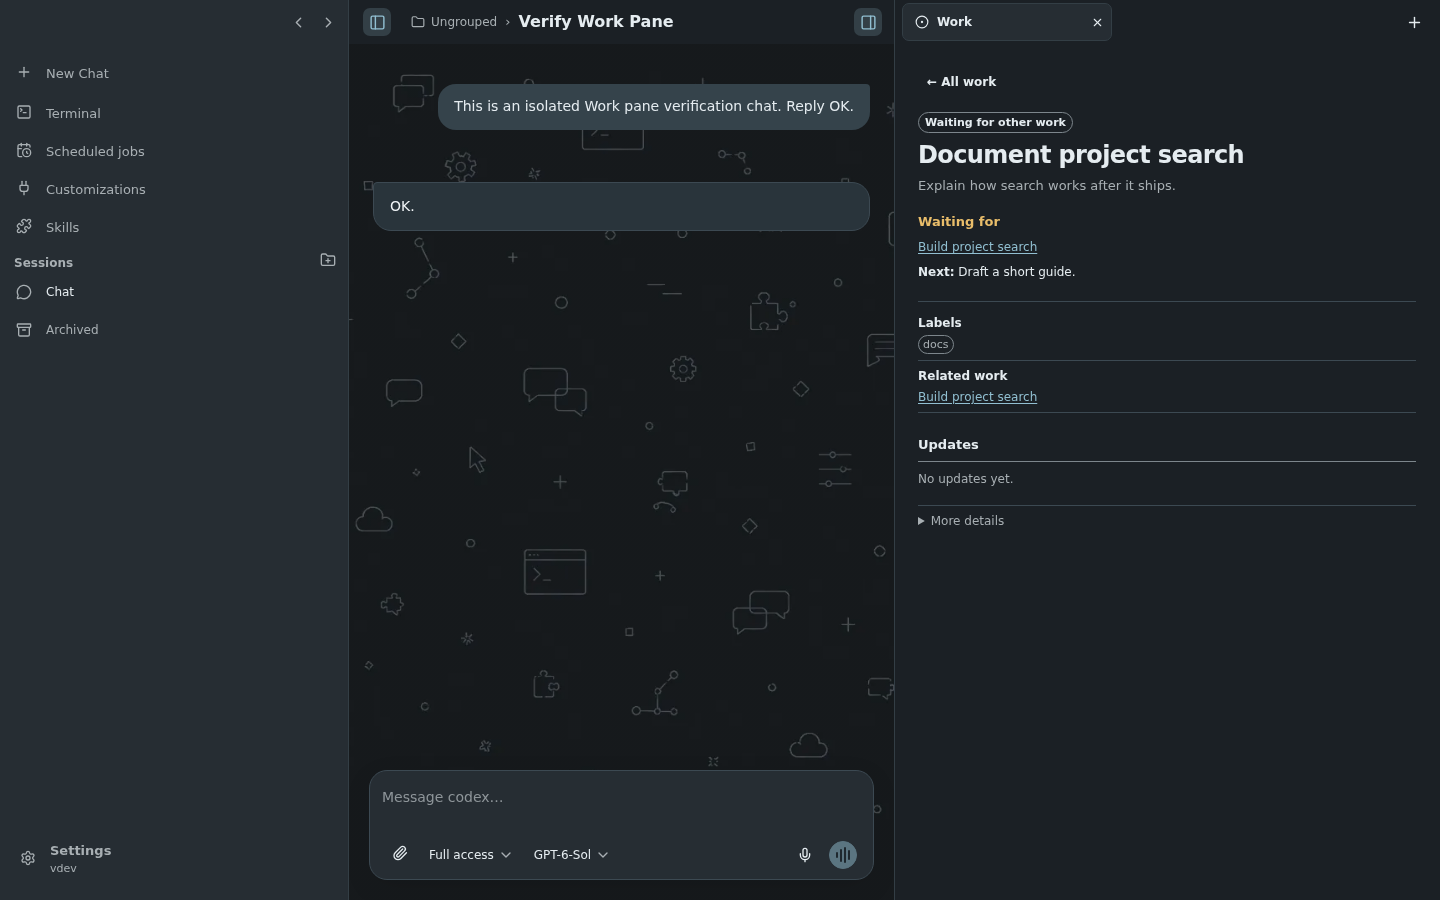 New Chat
Terminal
Scheduled jobs
Customizations
Skills
Sessions
Chat
Archived
Settings
vdev
Ungrouped › Verify Work Pane
This is an isolated Work pane verification chat. Reply OK.
OK.
Message codex...
Full access
GPT-6-Sol
Work
← All work
Waiting for other work
Document project search
Explain how search works after it ships.
Waiting for
Build project search
Next: Draft a short guide.
Labels
docs
Related work
Build project search
Updates
No updates yet.
More details